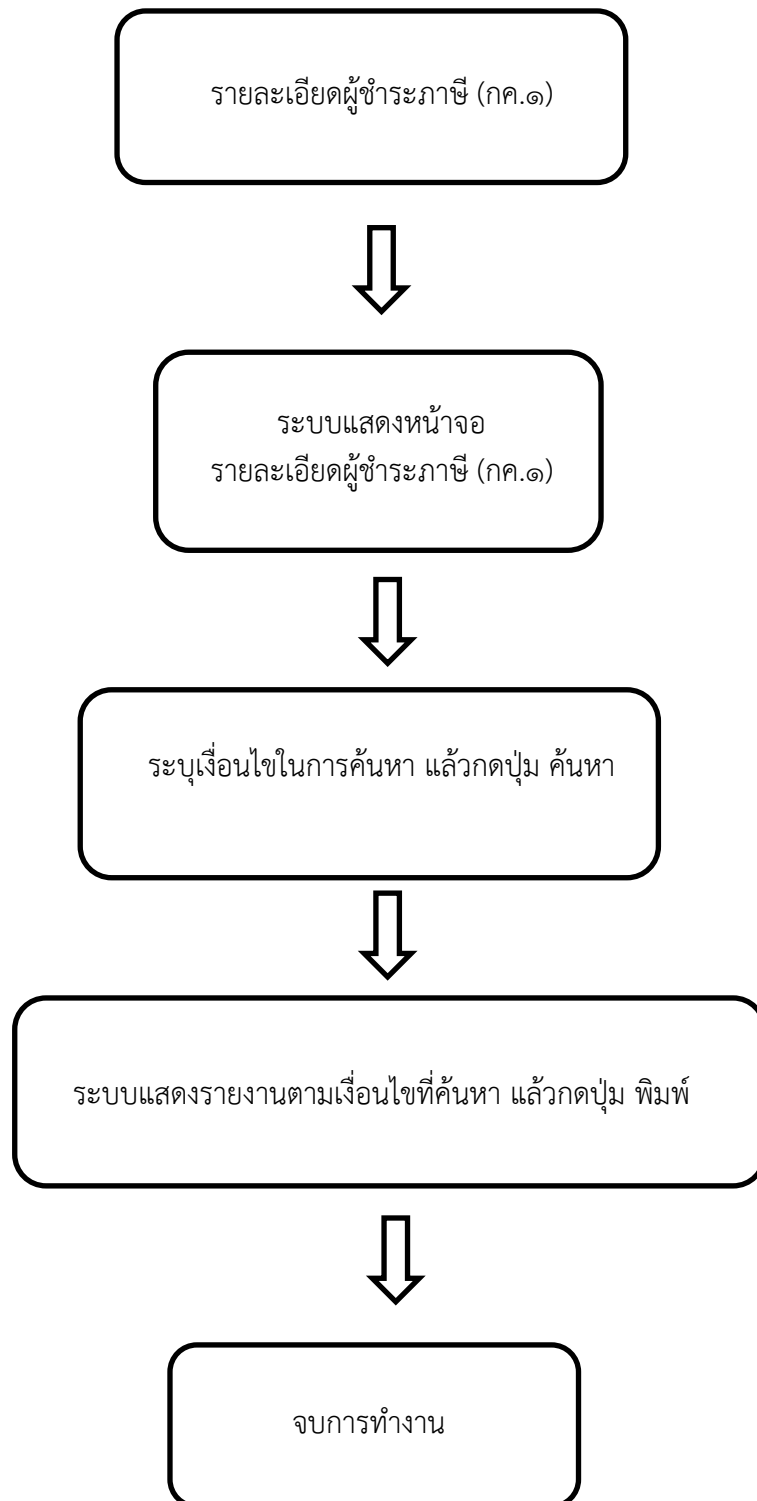 รายละเอียดผู้ชำระภาษี (กค.๑)
ระบบแสดงหน้าจอ
รายละเอียดผู้ชำระภาษี (กค.๑)
ระบุเงื่อนไขในการค้นหา แล้วกดปุ่ม ค้นหา
ระบบแสดงรายงานตามเงื่อนไขที่ค้นหา แล้วกดปุ่ม พิมพ์
จบการทำงาน